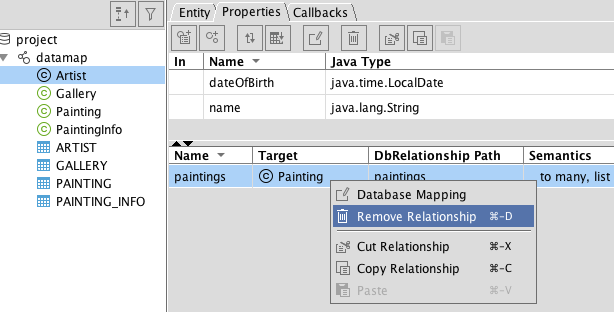 Entity Properties Callbacks
project
datamap
Artist
Gallery
Painting
PaintingInfo
ARTIST
GALLERY
PAINTING
PAINTING_INFO
In Name Java Type
dateOfBirth java.time.LocalDate
name java.lang.String
Name Target DbRelationship Path Semantics
paintings Painting paintings to many, list
Database Mapping
Remove Relationship ⌘-D
Cut Relationship ⌘-X
Copy Relationship ⌘-C
Paste ⌘-V